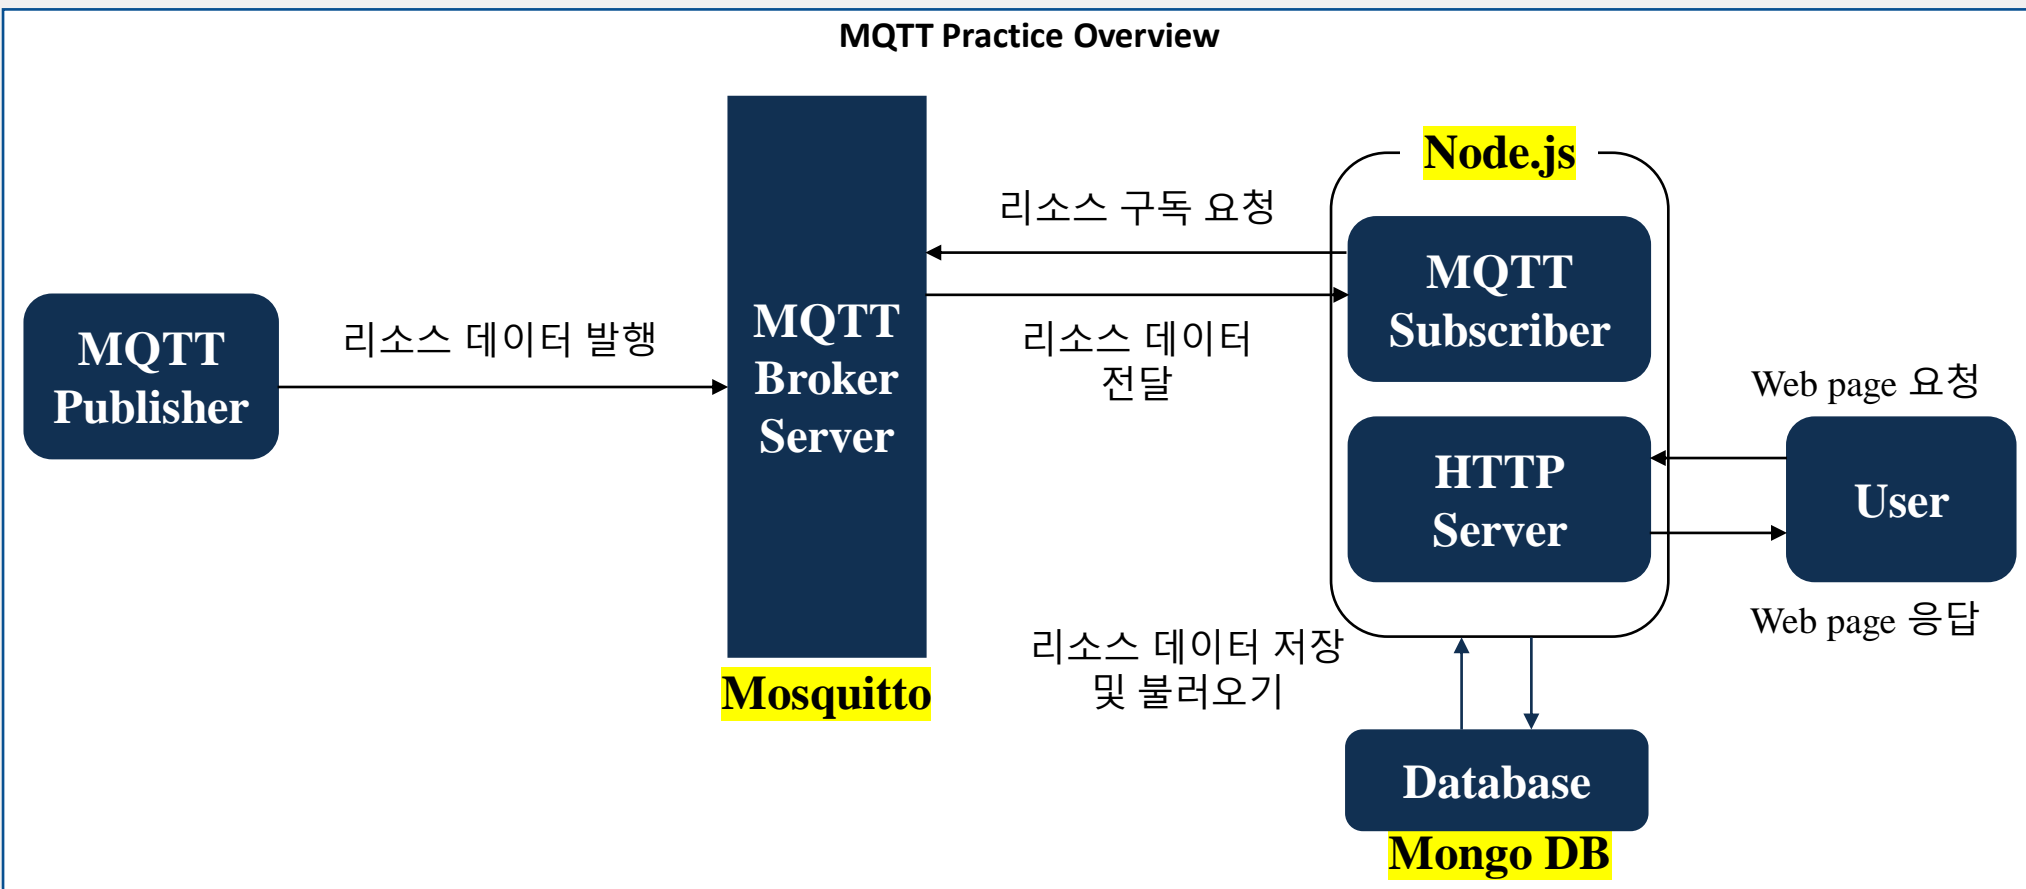 MQTT Practice Overview
MQTT
Publisher
리소스 데이터 발행
MQTT
Broker
Server
Mosquitto
리소스 구독 요청
리소스 데이터
전달
Node.js
MQTT
Subscriber
HTTP
Server
Web page 요청
User
Web page 응답
리소스 데이터 저장
및 불러오기
Database
Mongo DB